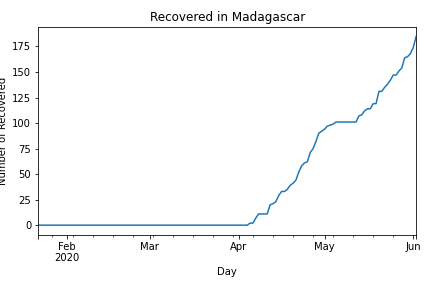 Recovered in Madagascar
Number of Recovered
175
150
125
100
75
50
25
0
Feb
2020
Mar
Apr
May
Jun
Day